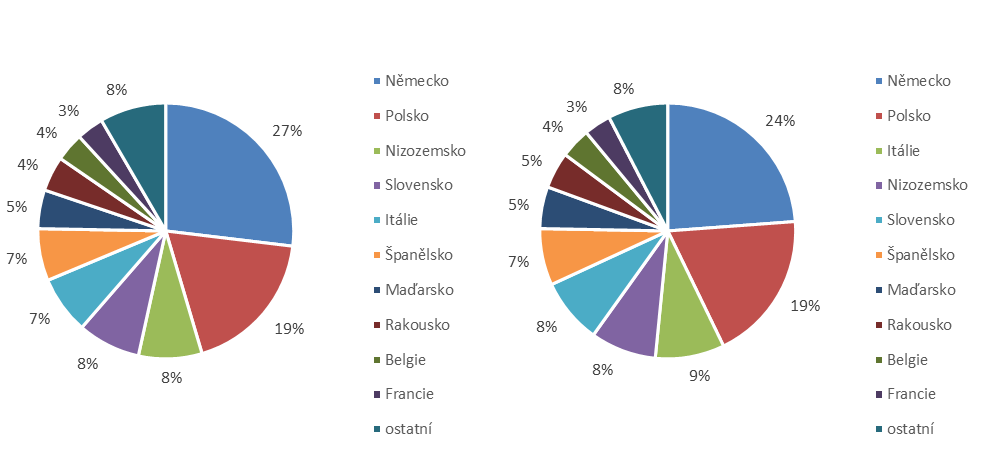 27%
19%
8%
8%
7%
7%
5%
4%
4%
3%
8%
Německo
Polsko
Nizozemsko
Slovensko
Itálie
Španělsko
Maďarsko
Rakousko
Belgie
Francie
ostatní
24%
19%
9%
8%
8%
7%
5%
5%
4%
3%
8%
Německo
Polsko
Itálie
Nizozemsko
Slovensko
Španělsko
Maďarsko
Rakousko
Belgie
Francie
ostatní